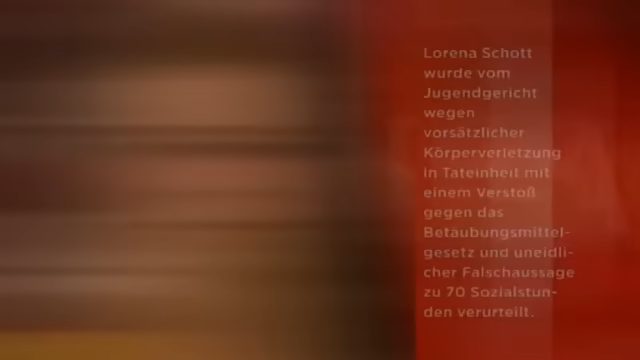 Lorena Schott
wurde vom
Jugendgericht
wegen
vorsätzlicher
Körperverletzung
in Tateinheit mit
einem Verstoß
gegen das
Betäubungsmittel-
gesetz und uneidli-
cher Falschaussage
zu 70 Sozialstun-
den verurteilt.